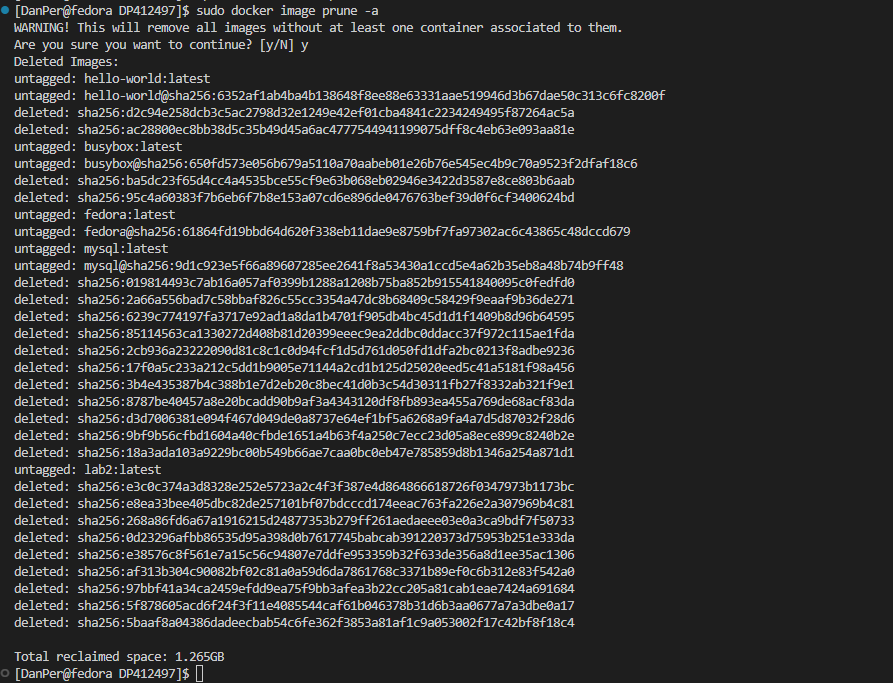 [DanPer@fedora DP412497]$ sudo docker image prune -a
WARNING! This will remove all images without at least one container associated to them.
Are you sure you want to continue? [y/N] y
Deleted Images:
untagged: hello-world:latest
untagged: hello-world@sha256:6352af1ab4ba4b138648f8ee88e63331aae519946d3b67dae50c313c6fc8200f
deleted: sha256:d2c94e258dcb3c5ac2798d32e1249e42ef01cba4841c2234249495f87264ac5a
deleted: sha256:ac28800ec8bb38d5c35b49d45a6ac4777544941199075dff8c4eb63e093aa81e
untagged: busybox:latest
untagged: busybox@sha256:650fd573e056b679a5110a70aabeb01e26b76e545ec4b9c70a9523f2dfaf18c6
deleted: sha256:ba5dc23f65d4cc4a4535bce55cf9e63b068eb02946e3422d3587e8ce803b6aab
deleted: sha256:95c4a60383f7b6eb6f7b8e153a07cd6e896de0476763bef39d0f6cf3400624bd
untagged: fedora:latest
untagged: fedora@sha256:61864fd19bbd64d620f338eb11dae9e8759bf7fa97302ac6c43865c48dccd679
untagged: mysql:latest
untagged: mysql@sha256:9d1c923e5f66a89607285ee2641f8a53430a1ccd5e4a62b35eb8a48b74b9ff48
deleted: sha256:019814493c7ab16a057af0399b1288a1208b75ba852b915541840095c0fedfd0
deleted: sha256:2a66a556bad7c58bbaf826c55cc3354a47dc8b68409c58429f9eaaf9b36de271
deleted: sha256:6239c774197fa3717e92ad1a8da1b4701f905db4bc45d1d1f1409b8d96b64595
deleted: sha256:85114563ca1330272d408b81d20399eeec9ea2ddbc0ddacc37f972c115ae1fda
deleted: sha256:2cb936a23222090d81c8c1c0d94fcf1d5d761d050fd1dfa2bc0213f8adbe9236
deleted: sha256:17f0a5c233a212c5dd1b9005e71144a2cd1b125d25020eed5c41a5181f98a456
deleted: sha256:3b4e435387b4c388b1e7d2eb20c8bec41d0b3c54d30311fb27f8332ab321f9e1
deleted: sha256:8787be40457a8e20bcadd90b9af3a4343120df8fb893ea455a769de68acf83da
deleted: sha256:d3d7006381e094f467d049de0a8737e64ef1bf5a6268a9fa4a7d5d87032f28d6
deleted: sha256:9bf9b56cfbd1604a40cfbde1651a4b63f4a250c7ecc23d05a8ece899c8240b2e
deleted: sha256:18a3ada103a9229bc00b549b66ae7caa0bc0eb47e785859d8b1346a254a871d1
untagged: lab2:latest
deleted: sha256:e3c0c374a3d8328e252e5723a2c4f3f387e4d864866618726f0347973b1173bc
deleted: sha256:e8ea33bee405dbc82de257101bf07bdcccd174eeac763fa226e2a307969b4c81
deleted: sha256:268a86fd6a67a1916215d24877353b279ff261aedaeee03e0a3ca9bdf7f50733
deleted: sha256:0d23296afbb86535d95a398d0b7617745babcab391220373d75953b251e333da
deleted: sha256:e38576c8f561e7a15c56c94807e7ddfe953359b32f633de356a8d1ee35ac1306
deleted: sha256:af313b304c90082bf02c81a0a59d6da7861768c3371b89ef0c6b312e83f542a0
deleted: sha256:97bbf41a34ca2459efdd9ea75f9bb3afea3b22cc205a81cab1eae7424a691684
deleted: sha256:5f878605acd6f24f3f11e4085544caf61b046378b31d6b3aa0677a7a3dbe0a17
deleted: sha256:5baaf8a04386dadeecbab54c6fe362f3853a81af1c9a053002f17c42bf8f18c4
Total reclaimed space: 1.265GB
[DanPer@fedora DP412497]$